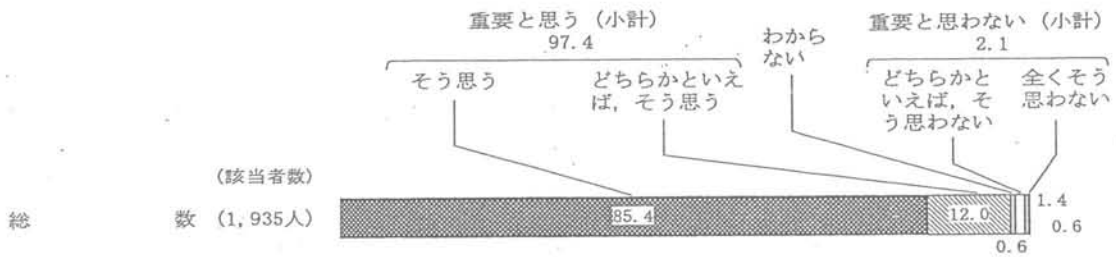 重要と思う (小計)
97.4
わから
ない
重要と思わない (小計)
2.1
そう思う
どちらかといえ
ば, そう思う
どちらかと
いえば, そ
う思わない
全くそう
思わない
(該当者数)
総 数 (1,935人)
85.4
12.0
1.4
0.6
0.6